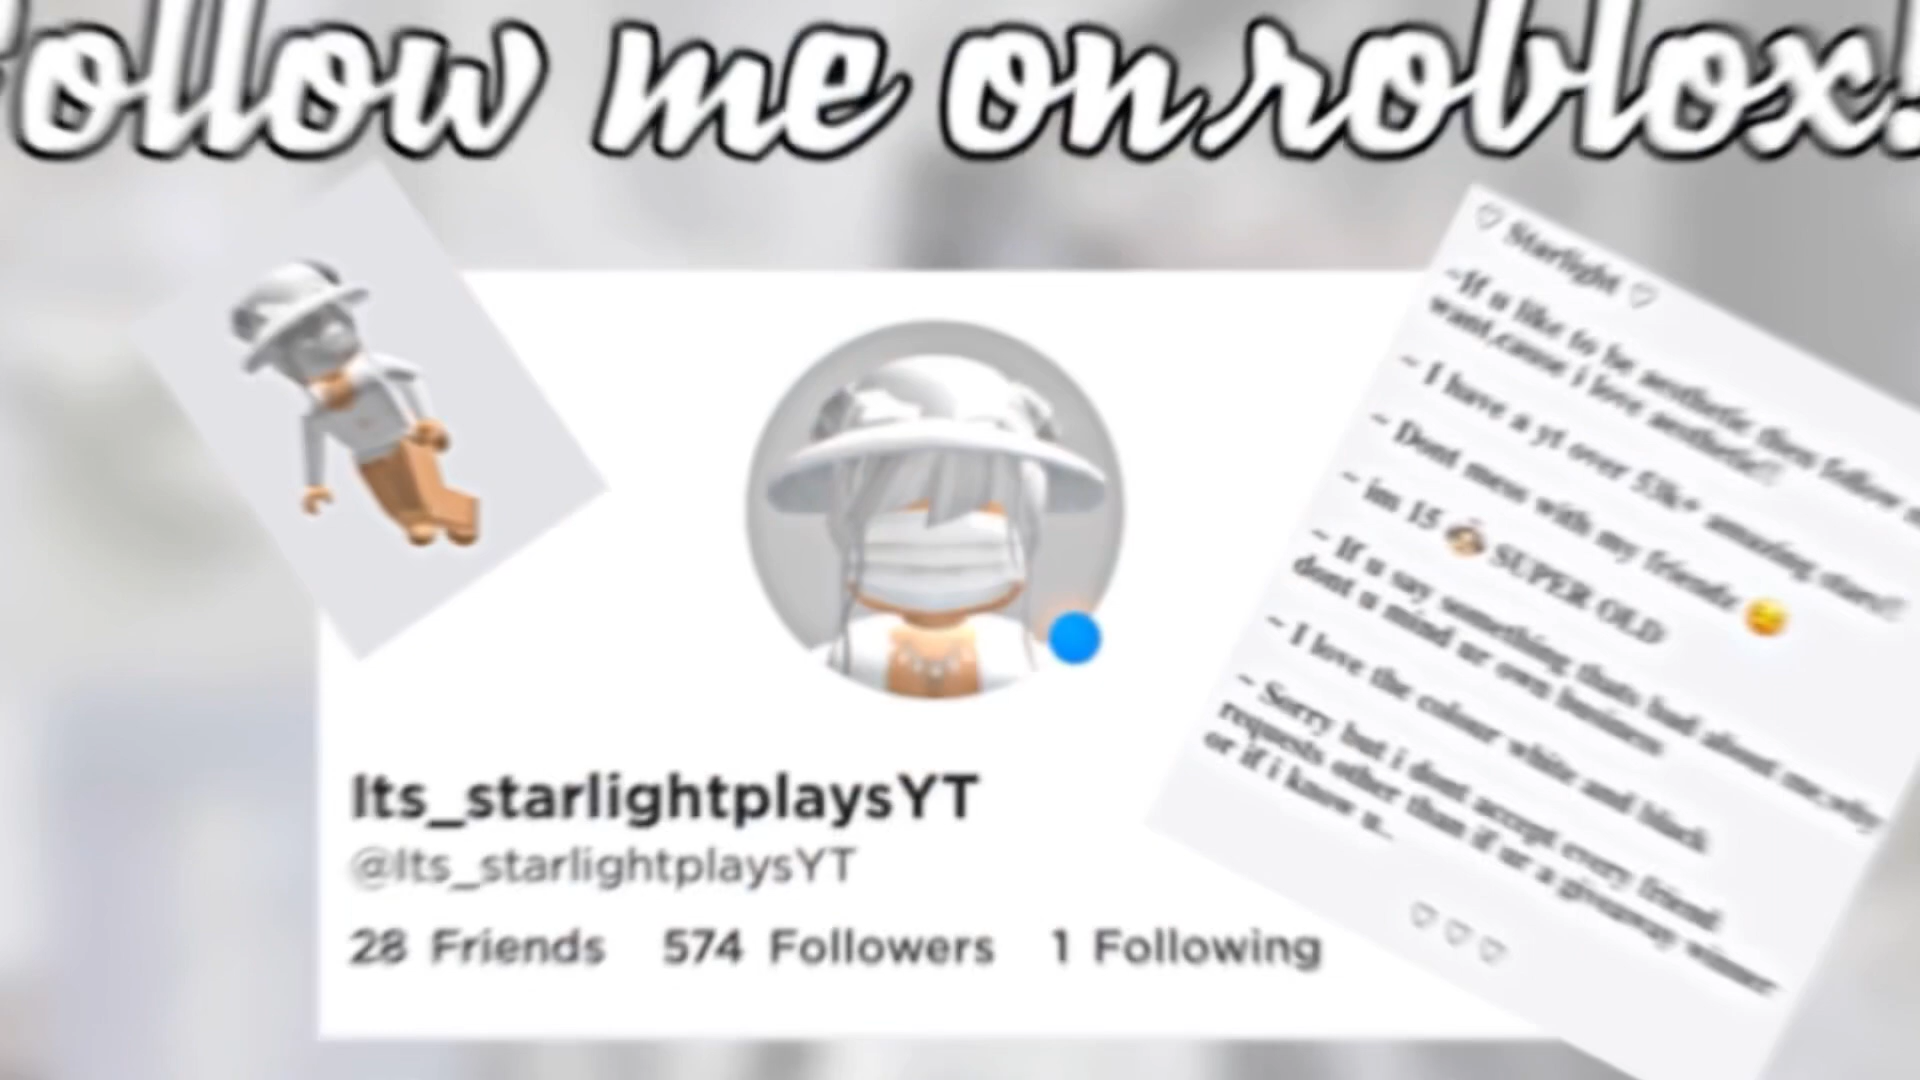 ollow me on roblox!
♡ Starlight ♡
~If u like to be aesthetic then follow
want,cause i love aesthetic!!
~ I have a yt over 53k+ amazing stars!!
~ Dont mess with my friends 😄
~ im 15 SUPER OLD
~ If u say something thats bad about me,why
dont u mind ur own business
~ I love the colour white and black
~ Sorry but i dont accept every friend
requests other than if ur a giveaway winner
or if i know u..
♡ ♡ ♡
Its_starlightplaysYT
@Its_starlightplaysYT
28 Friends 574 Followers 1 Following